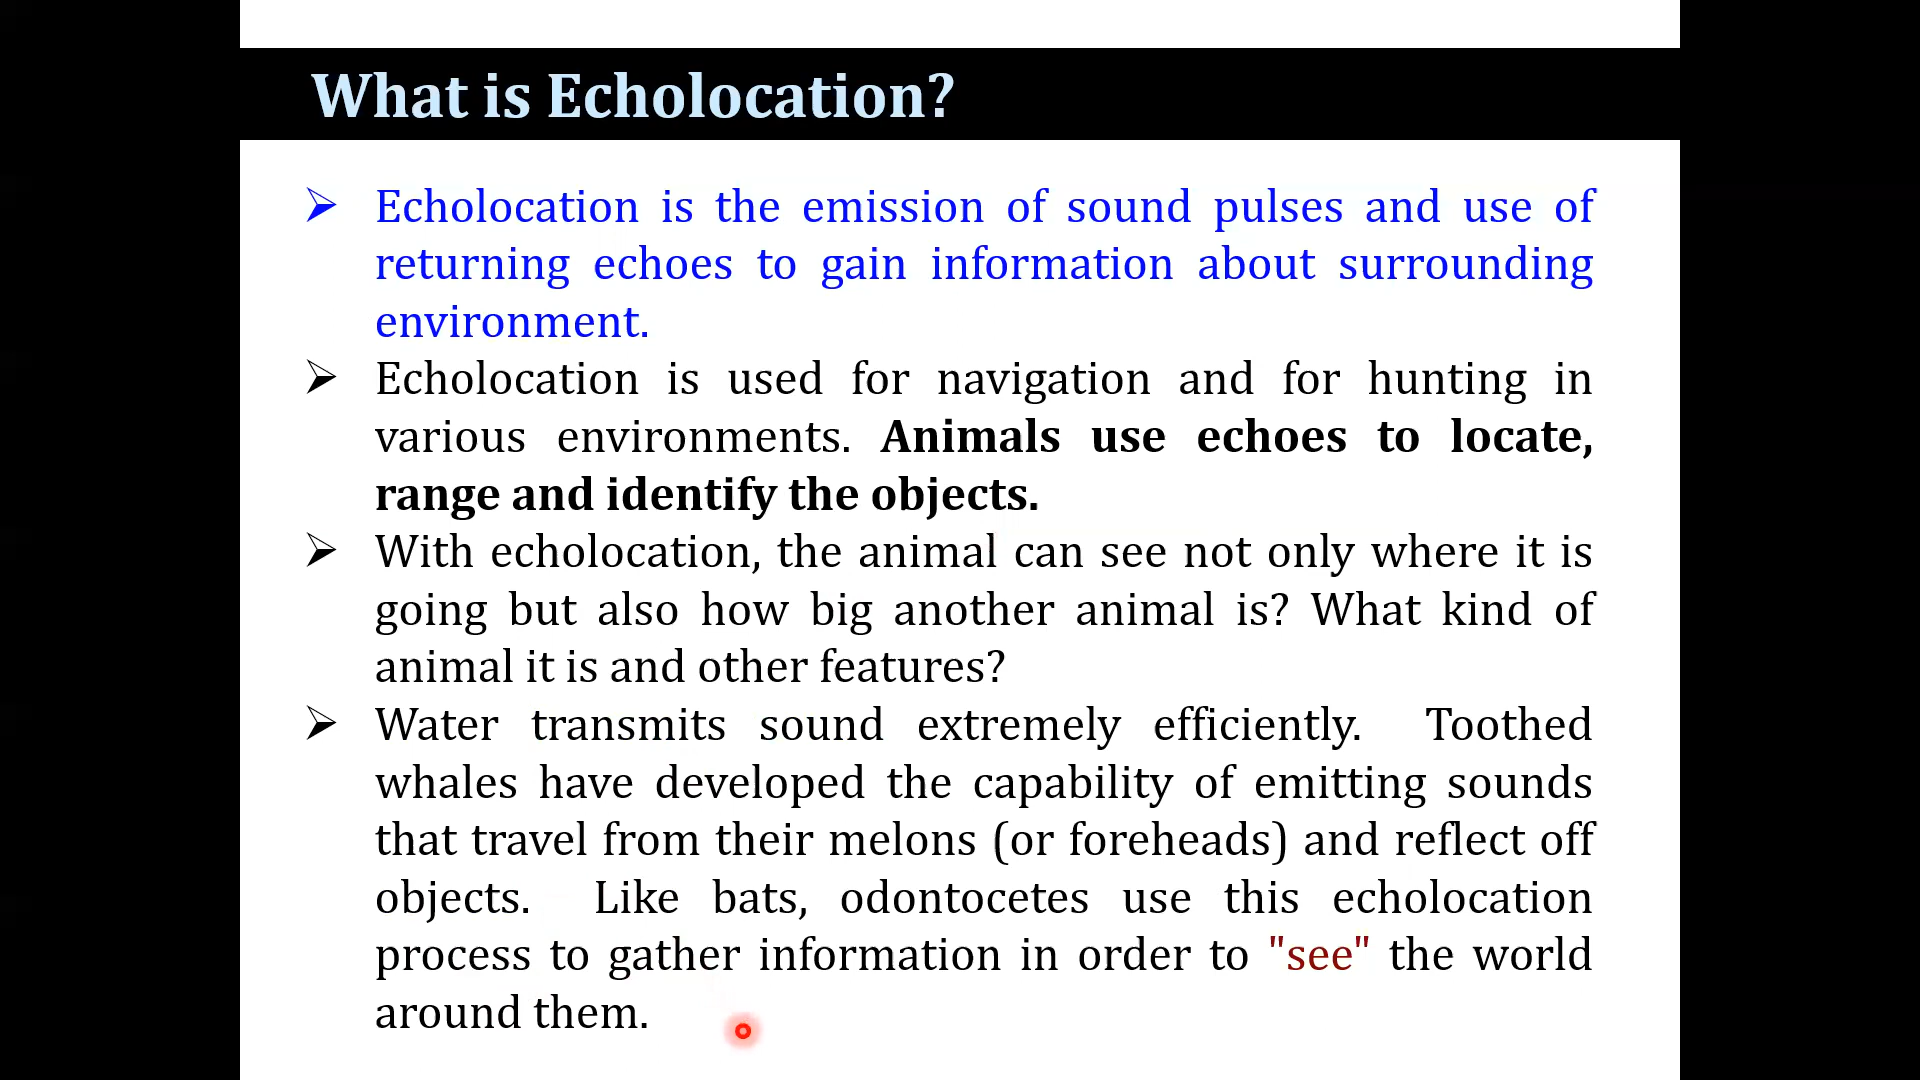 What is Echolocation?
Echolocation is the emission of sound pulses and use of
returning echoes to gain information about surrounding
environment.
Echolocation is used for navigation and for hunting in
various environments. Animals use echoes to locate,
range and identify the objects.
With echolocation, the animal can see not only where it is
going but also how big another animal is? What kind of
animal it is and other features?
Water transmits sound extremely efficiently. Toothed
whales have developed the capability of emitting sounds
that travel from their melons (or foreheads) and reflect off
objects. Like bats, odontocetes use this echolocation
process to gather information in order to "see" the world
around them.